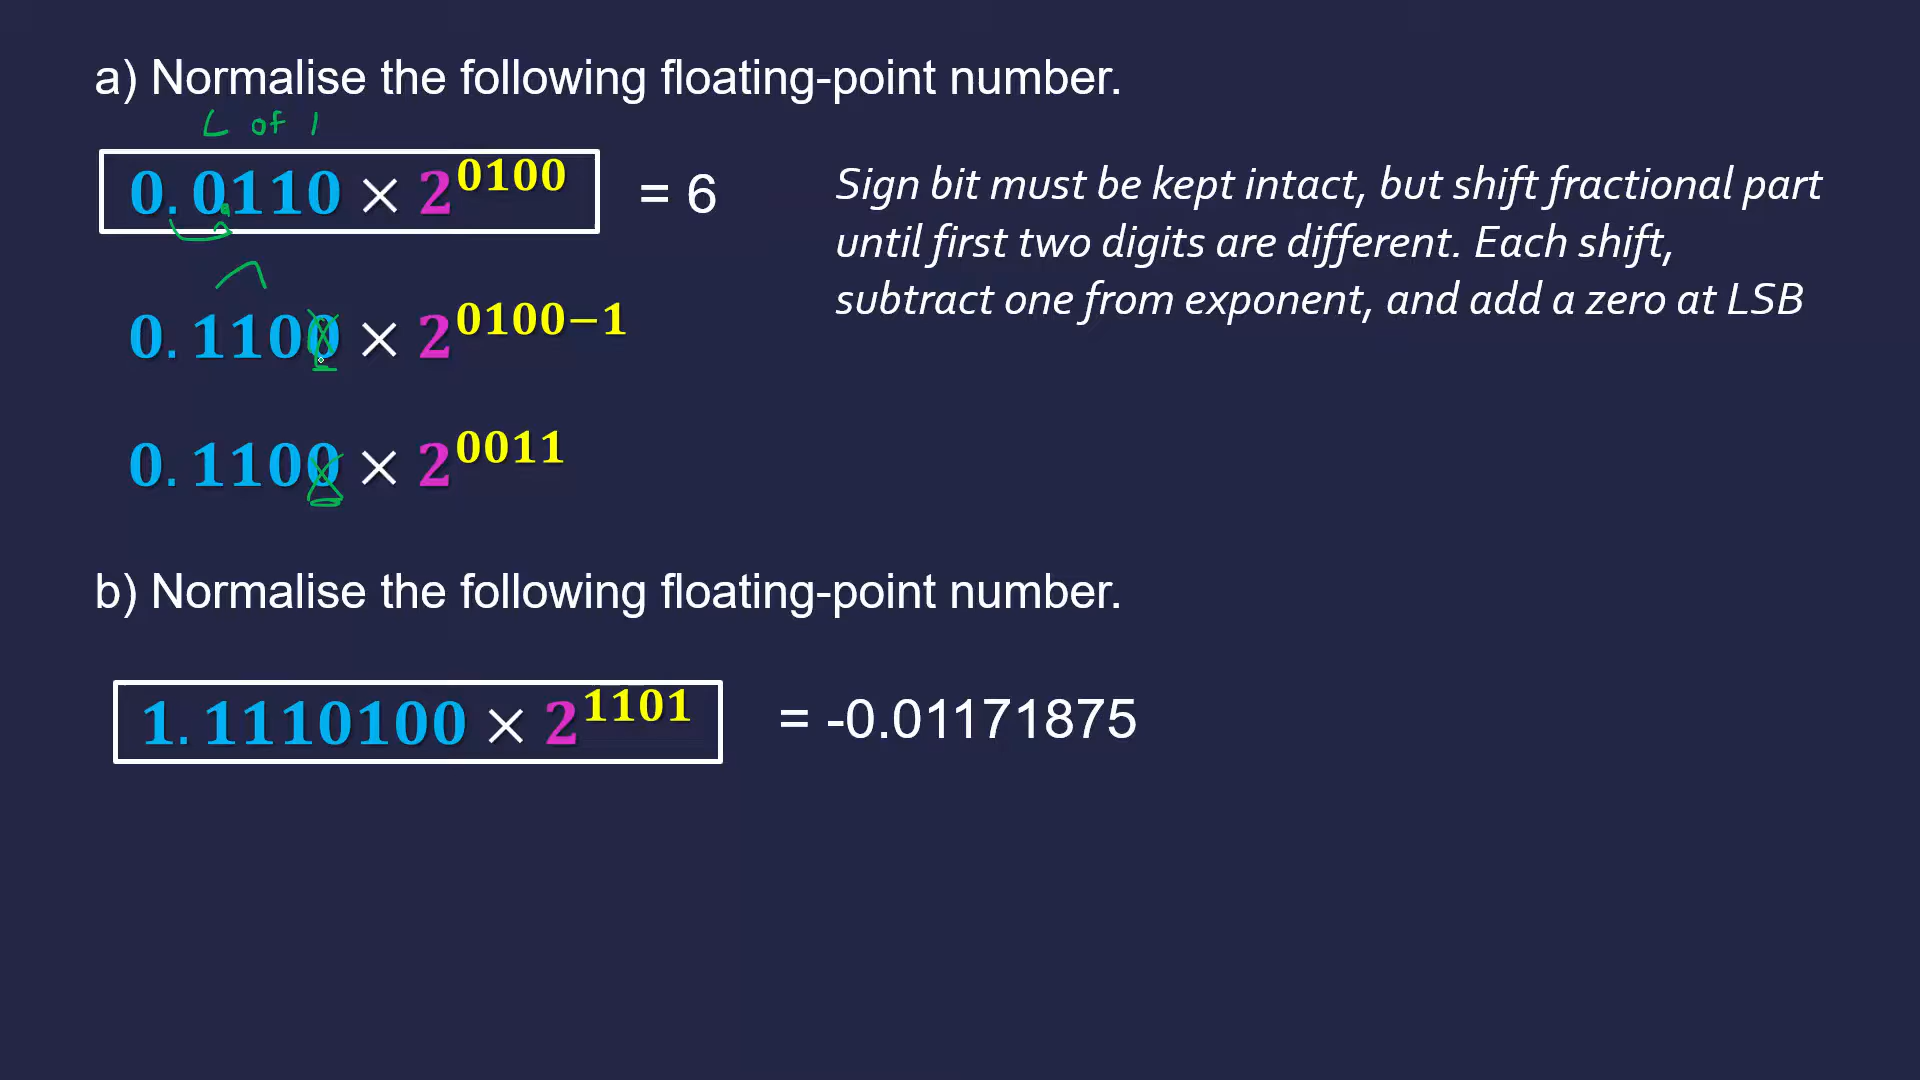 a) Normalise the following floating-point number.
L of 1
0.0110 × 2^0100 = 6
Sign bit must be kept intact, but shift fractional part
until first two digits are different. Each shift,
subtract one from exponent, and add a zero at LSB
0.1100 × 2^0100−1
0.1100 × 2^0011
b) Normalise the following floating-point number.
1.1110100 × 2^1101 = -0.01171875